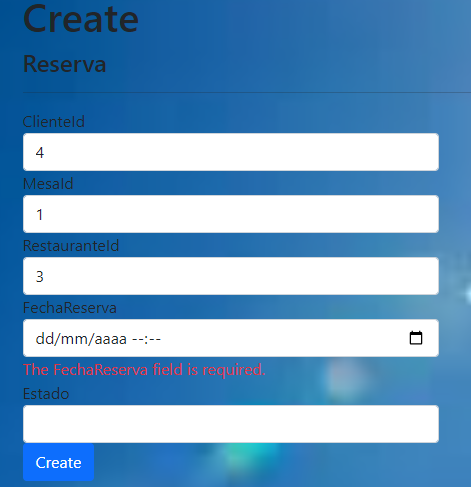 Create
Reserva
ClienteId
4
MesaId
1
RestauranteId
3
FechaReserva
dd/mm/aaaa --:--
The FechaReserva field is required.
Estado
Create